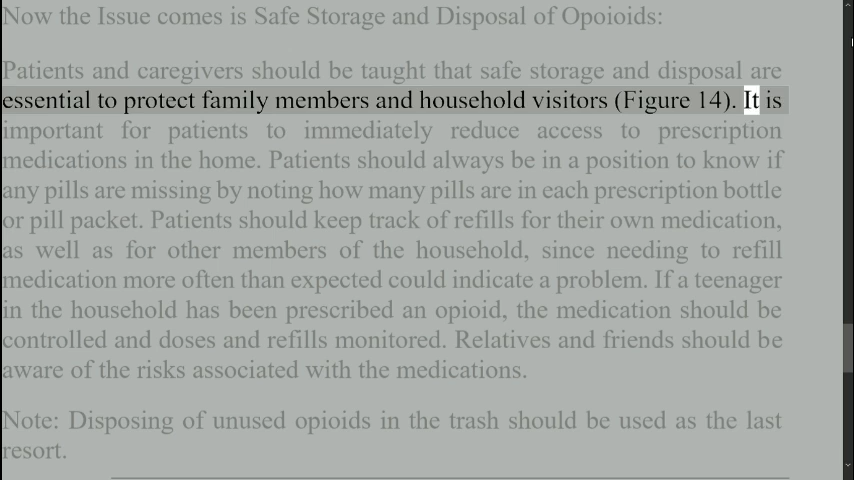 Now the Issue comes is Safe Storage and Disposal of Opoioids:
Patients and caregivers should be taught that safe storage and disposal are
essential to protect family members and household visitors (Figure 14). It is
important for patients to immediately reduce access to prescription
medications in the home. Patients should always be in a position to know if
any pills are missing by noting how many pills are in each prescription bottle
or pill packet. Patients should keep track of refills for their own medication,
as well as for other members of the household, since needing to refill
medication more often than expected could indicate a problem. If a teenager
in the household has been prescribed an opioid, the medication should be
controlled and doses and refills monitored. Relatives and friends should be
aware of the risks associated with the medications.
Note: Disposing of unused opioids in the trash should be used as the last
resort.